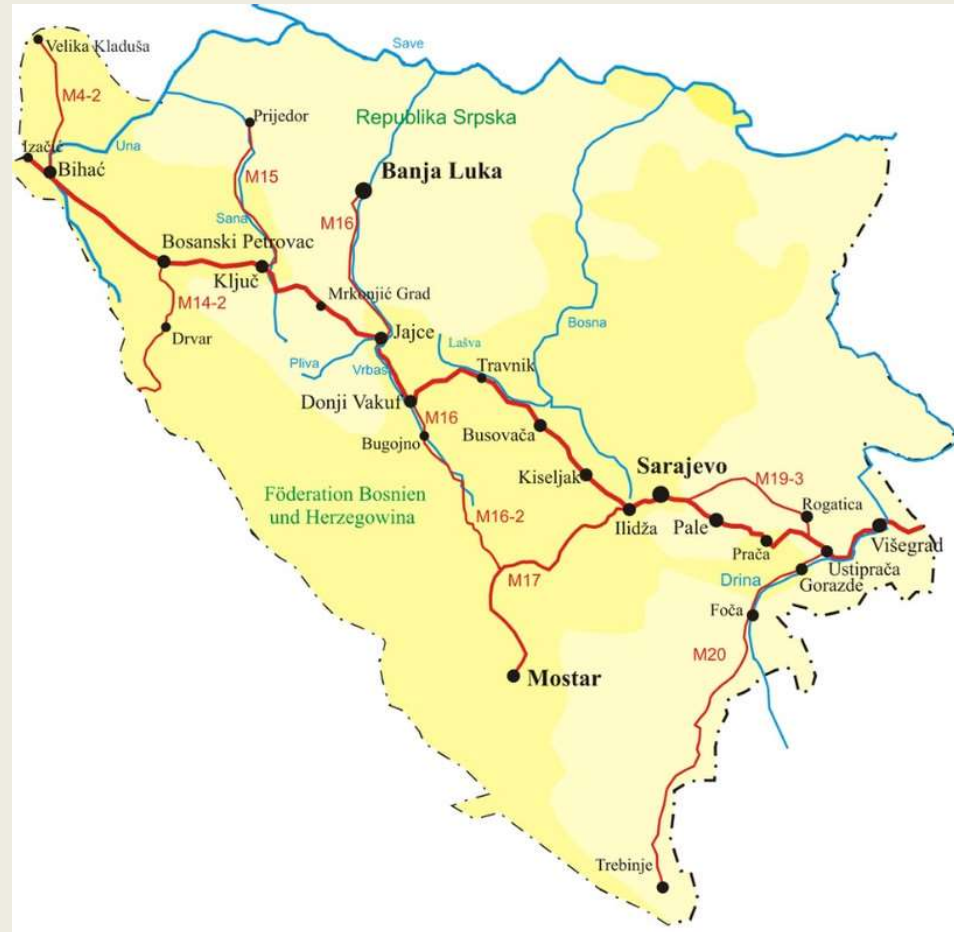 Velika Kladuša
Save
M4-2
Prijedor
Republika Srpska
Izačić
Una
Bihać
Banja Luka
M15
M16
Sana
Bosanski Petrovac
Ključ
Mrkonjić Grad
M14-2
Drvar
Jajce
Bosna
Lašva
Pliva
Vrbas
Travnik
Donji Vakuf
M16
Bugojno
Busovača
Kiseljak
Sarajevo
M19-3
Föderation Bosnien
und Herzegowina
Rogatica
M16-2
Ilidža
Pale
Višegrad
Prača
Ustiprača
M17
Drina
Gorazde
Foča
M20
Mostar
Trebinje